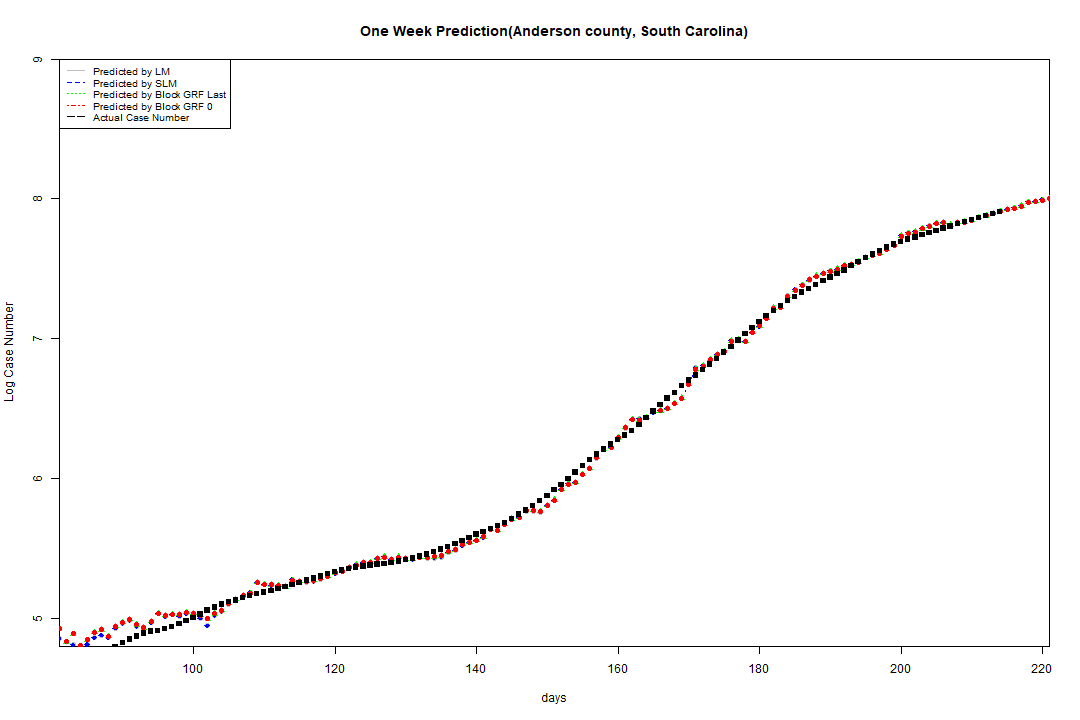 One Week Prediction(Anderson county, South Carolina)
9
Predicted by LM
Predicted by SLM
Predicted by Block GRF Last
Predicted by Block GRF 0
Actual Case Number
8
7
6
5
Log Case Number
100 120 140 160 180 200 220
days